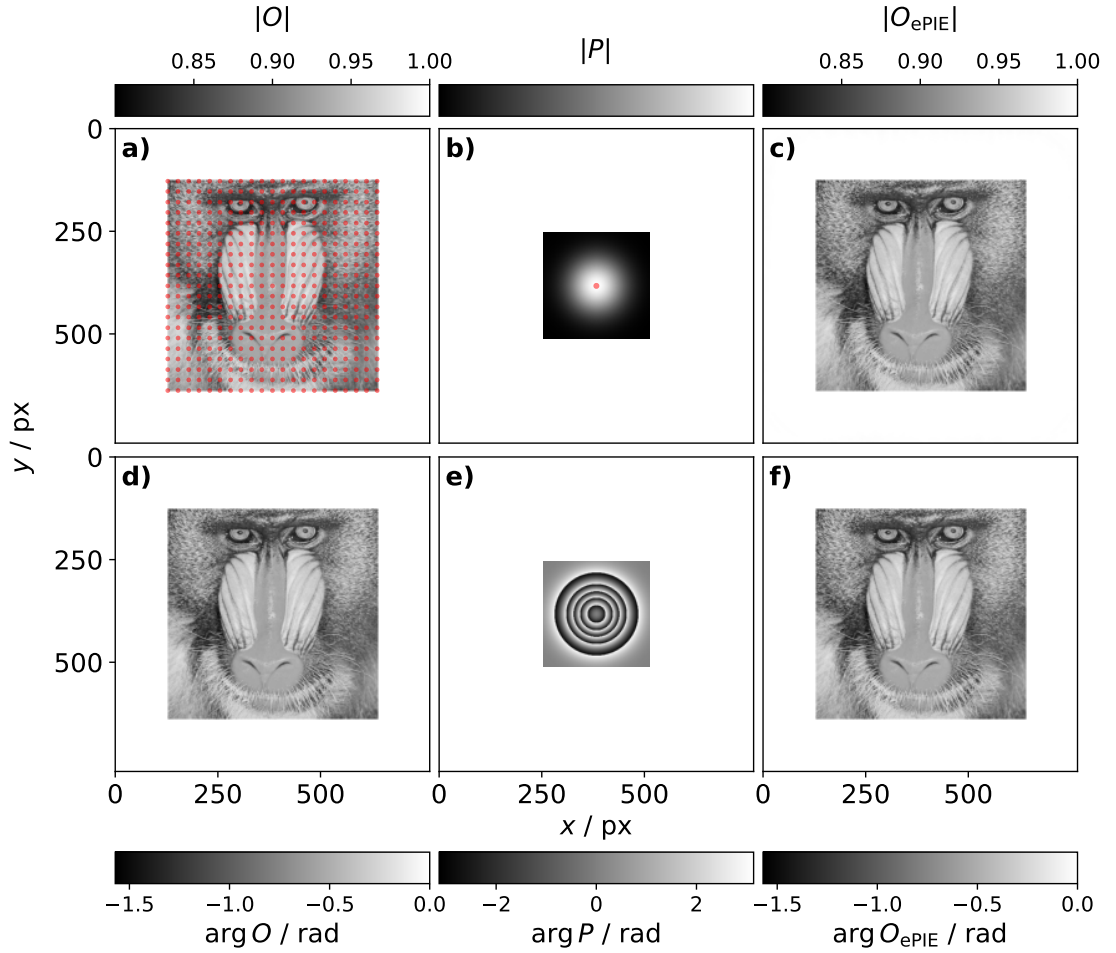 |O| |P| |O_ePIE|
0.85 0.90 0.95 1.00 0.85 0.90 0.95 1.00
0 a) b) c)
250
500
y / px
0 d) e) f)
250
500
0 250 500 0 250 500 0 250 500
x / px
−1.5 −1.0 −0.5 0.0 −2 0 2 −1.5 −1.0 −0.5 0.0
arg O / rad arg P / rad arg O_ePIE / rad